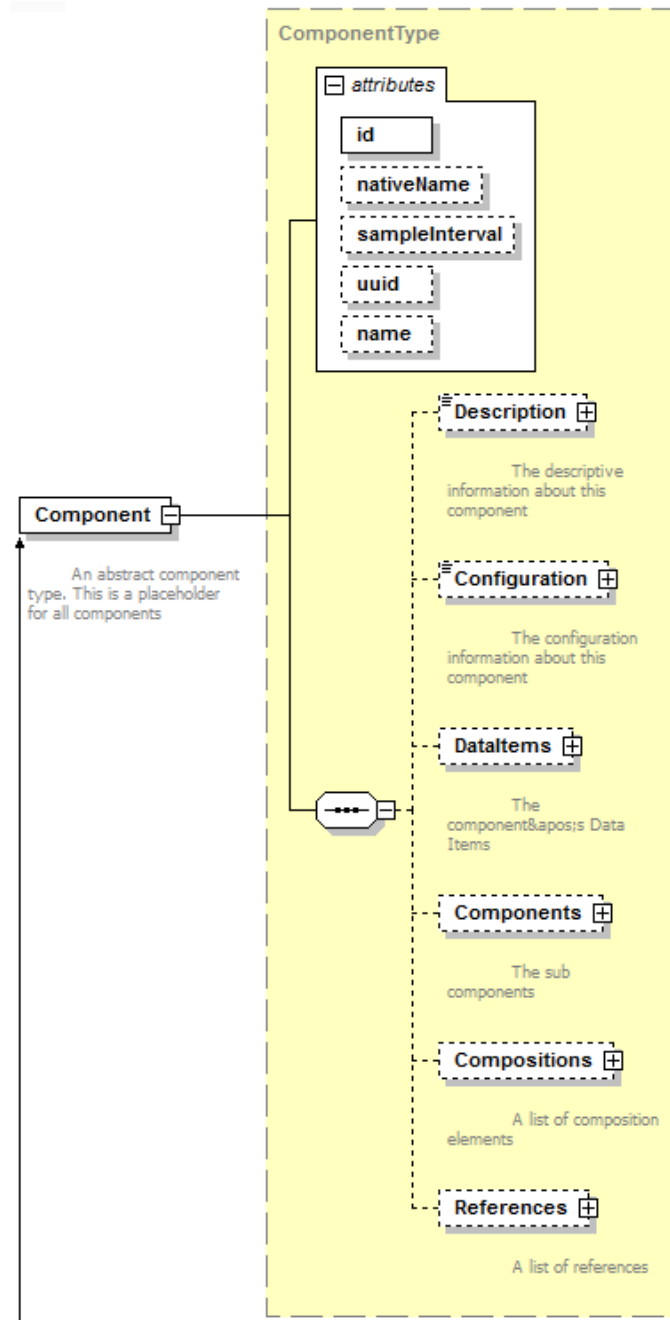 ComponentType
attributes
id
nativeName
sampleInterval
uuid
name
Description
The descriptive
information about this
component
Configuration
The configuration
information about this
component
Component
An abstract component
type. This is a placeholder
for all components
DataItems
The
component&apos;s Data
Items
Components
The sub
components
Compositions
A list of composition
elements
References
A list of references